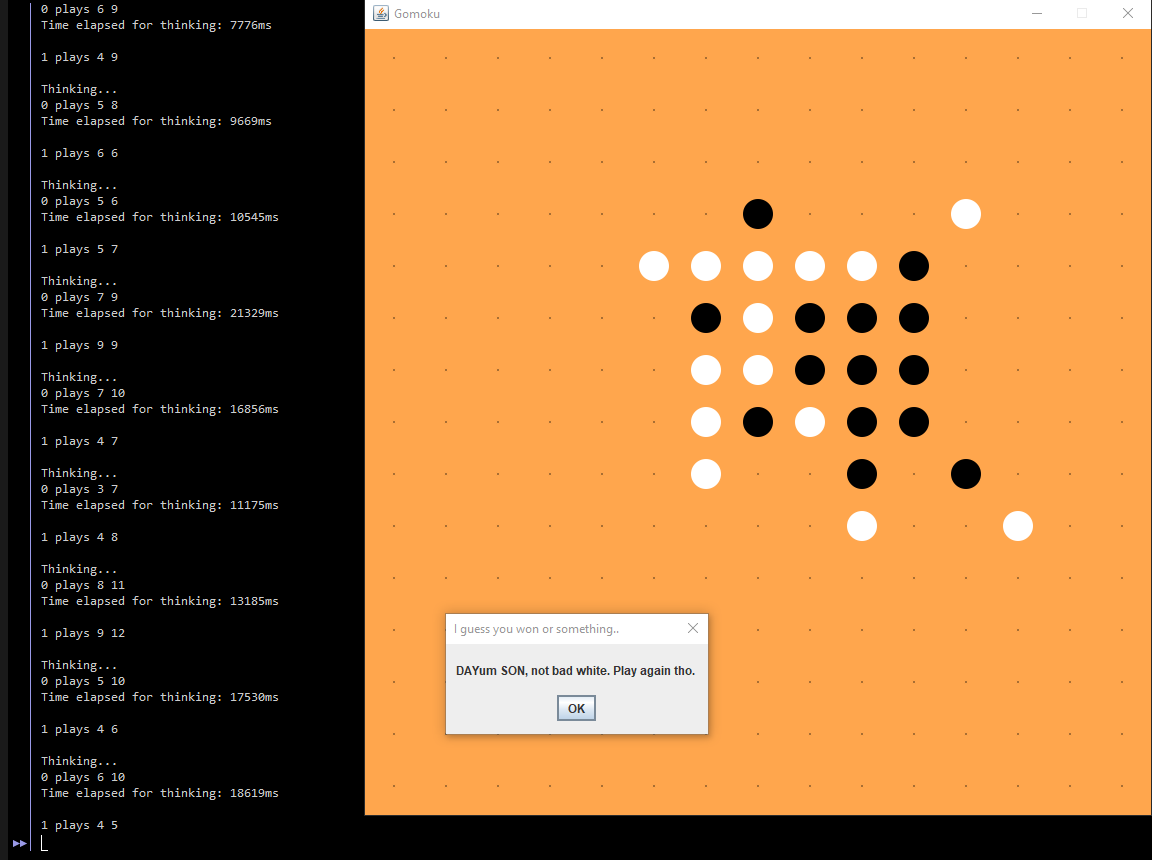 0 plays 6 9
Time elapsed for thinking: 7776ms
1 plays 4 9
Thinking...
0 plays 5 8
Time elapsed for thinking: 9669ms
1 plays 6 6
Thinking...
0 plays 5 6
Time elapsed for thinking: 10545ms
1 plays 5 7
Thinking...
0 plays 7 9
Time elapsed for thinking: 21329ms
1 plays 9 9
Thinking...
0 plays 7 10
Time elapsed for thinking: 16856ms
1 plays 4 7
Thinking...
0 plays 3 7
Time elapsed for thinking: 11175ms
1 plays 4 8
Thinking...
0 plays 8 11
Time elapsed for thinking: 13185ms
1 plays 9 12
Thinking...
0 plays 5 10
Time elapsed for thinking: 17530ms
1 plays 4 6
Thinking...
0 plays 6 10
Time elapsed for thinking: 18619ms
1 plays 4 5
Gomoku
I guess you won or something..
DAYum SON, not bad white. Play again tho.
OK